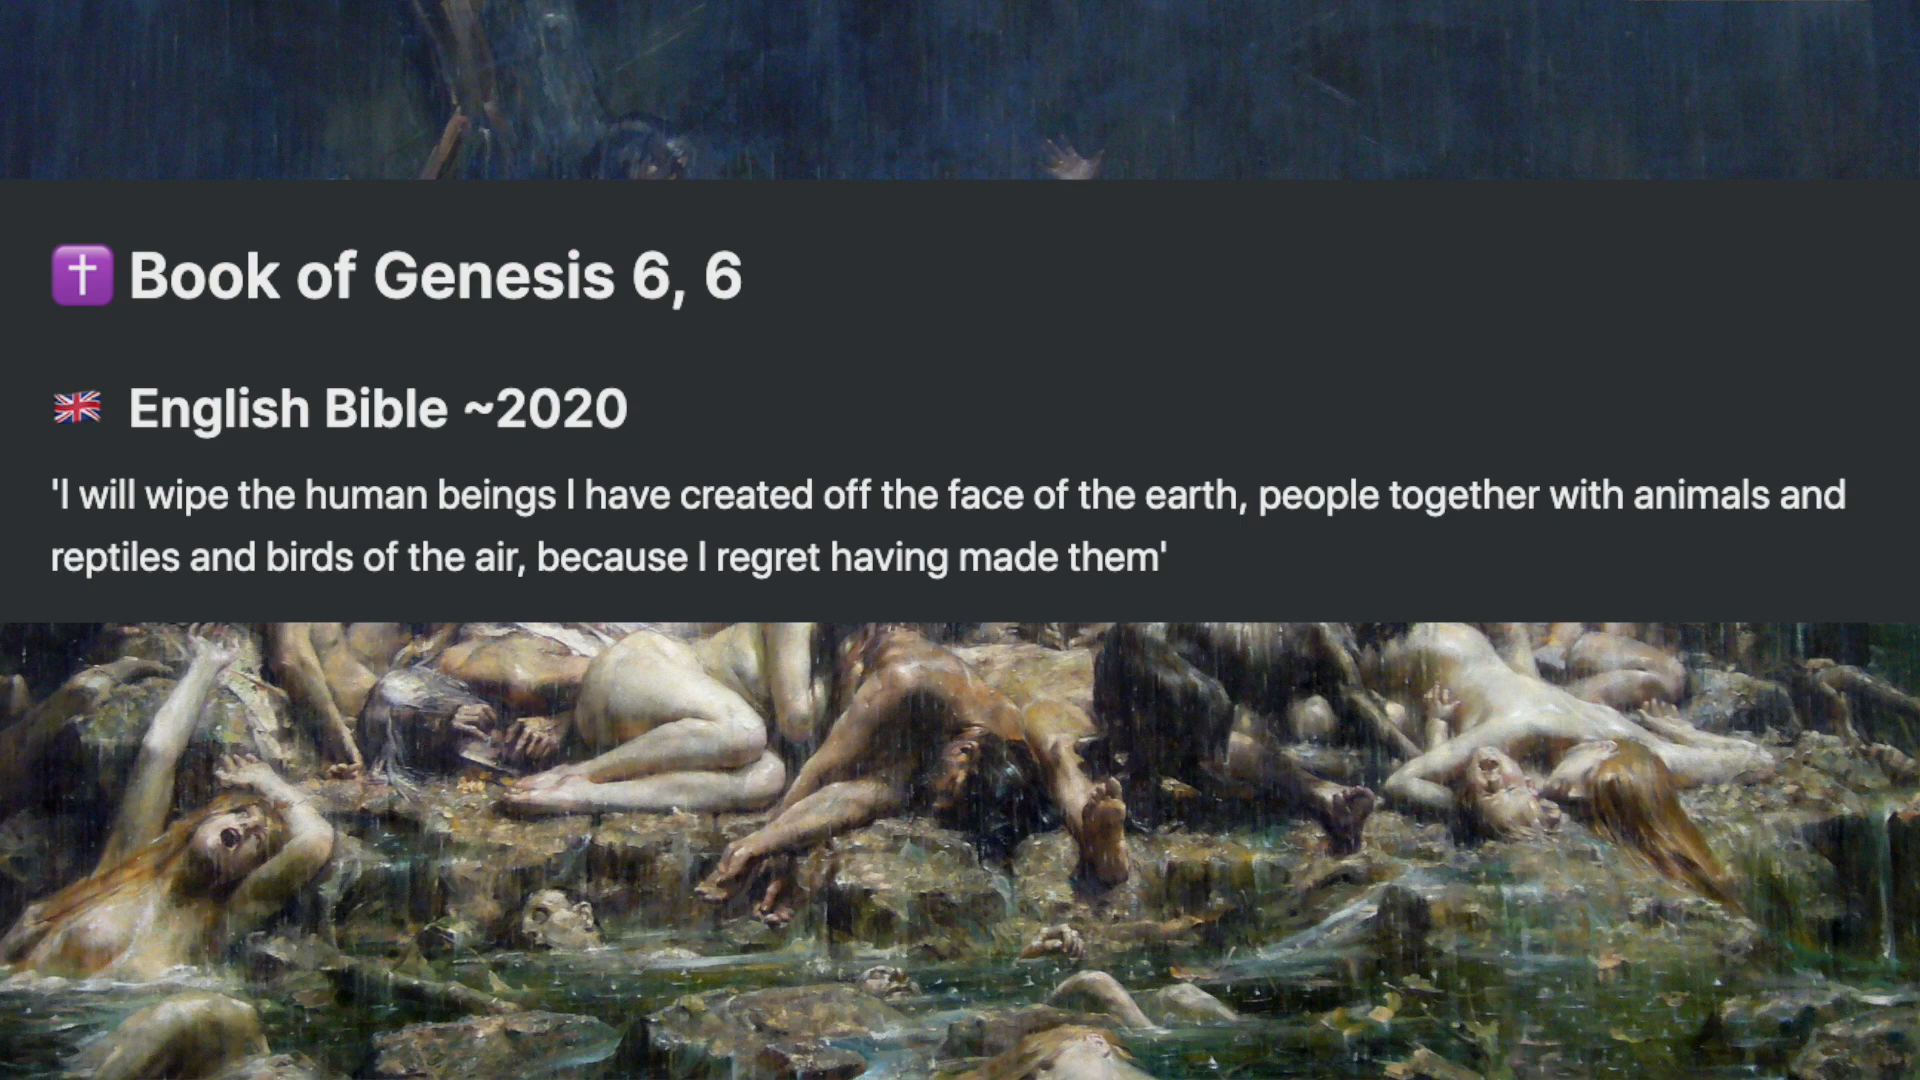 Book of Genesis 6, 6
English Bible ~2020
'I will wipe the human beings I have created off the face of the earth, people together with animals and
reptiles and birds of the air, because I regret having made them'